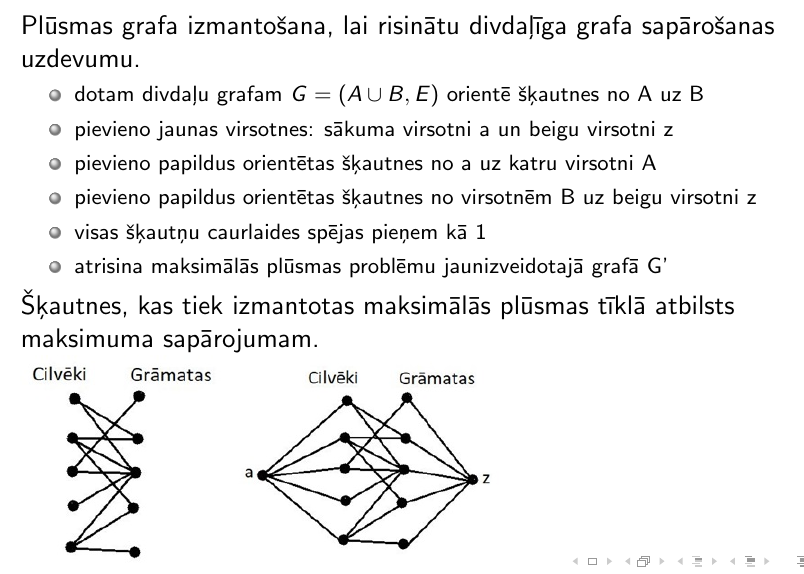 Plūsmas grafa izmantošana, lai risinātu divdaļīga grafa sapārošanas
uzdevumu.
dotam divdaļu grafam G = (A ∪ B, E) orientē šķautnes no A uz B
pievieno jaunas virsotnes: sākuma virsotni a un beigu virsotni z
pievieno papildus orientētas šķautnes no a uz katru virsotni A
pievieno papildus orientētas šķautnes no virsotnēm B uz beigu virsotni z
visas šķautņu caurlaides spējas pieņem kā 1
atrisina maksimālās plūsmas problēmu jaunizveidotajā grafā G'
Šķautnes, kas tiek izmantotas maksimālās plūsmas tīklā atbilsts
maksimuma sapārojumam.
Cilvēki Grāmatas
Cilvēki Grāmatas
a z